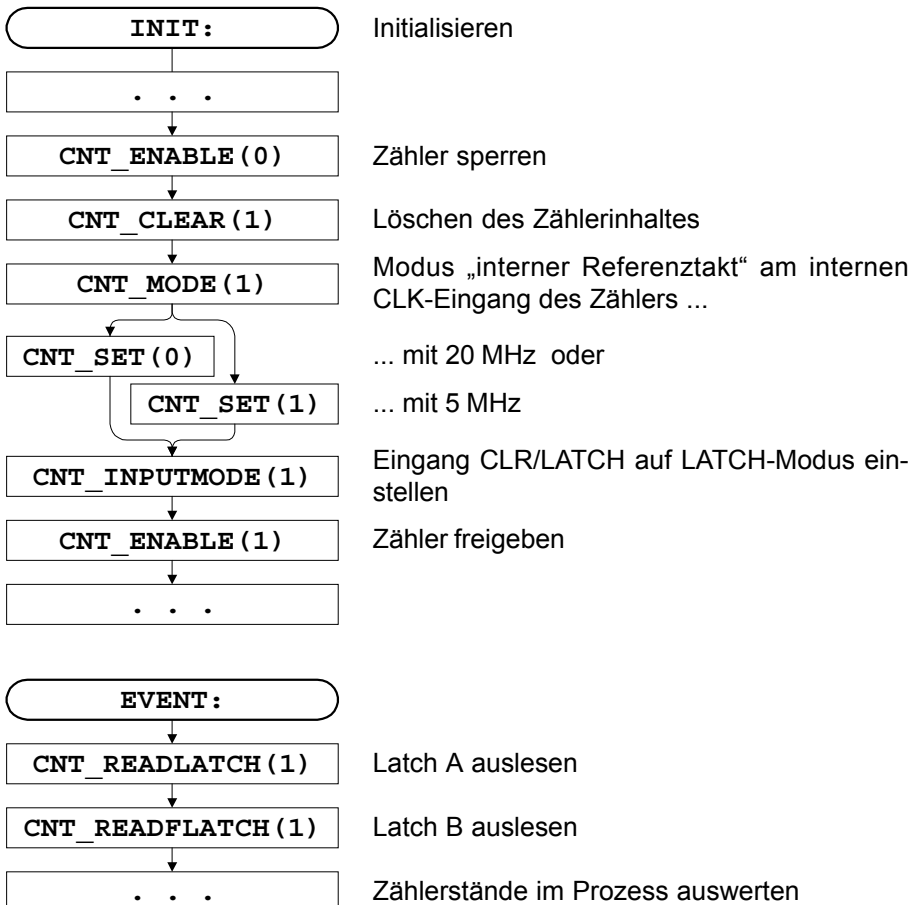 INIT:
Initialisieren
. . .
CNT_ENABLE(0)
Zähler sperren
CNT_CLEAR(1)
Löschen des Zählerinhaltes
CNT_MODE(1)
Modus „interner Referenztakt“ am internen
CLK-Eingang des Zählers ...
CNT_SET(0)
... mit 20 MHz oder
CNT_SET(1)
... mit 5 MHz
CNT_INPUTMODE(1)
Eingang CLR/LATCH auf LATCH-Modus ein-
stellen
CNT_ENABLE(1)
Zähler freigeben
. . .
EVENT:
CNT_READLATCH(1)
Latch A auslesen
CNT_READFLATCH(1)
Latch B auslesen
. . .
Zählerstände im Prozess auswerten